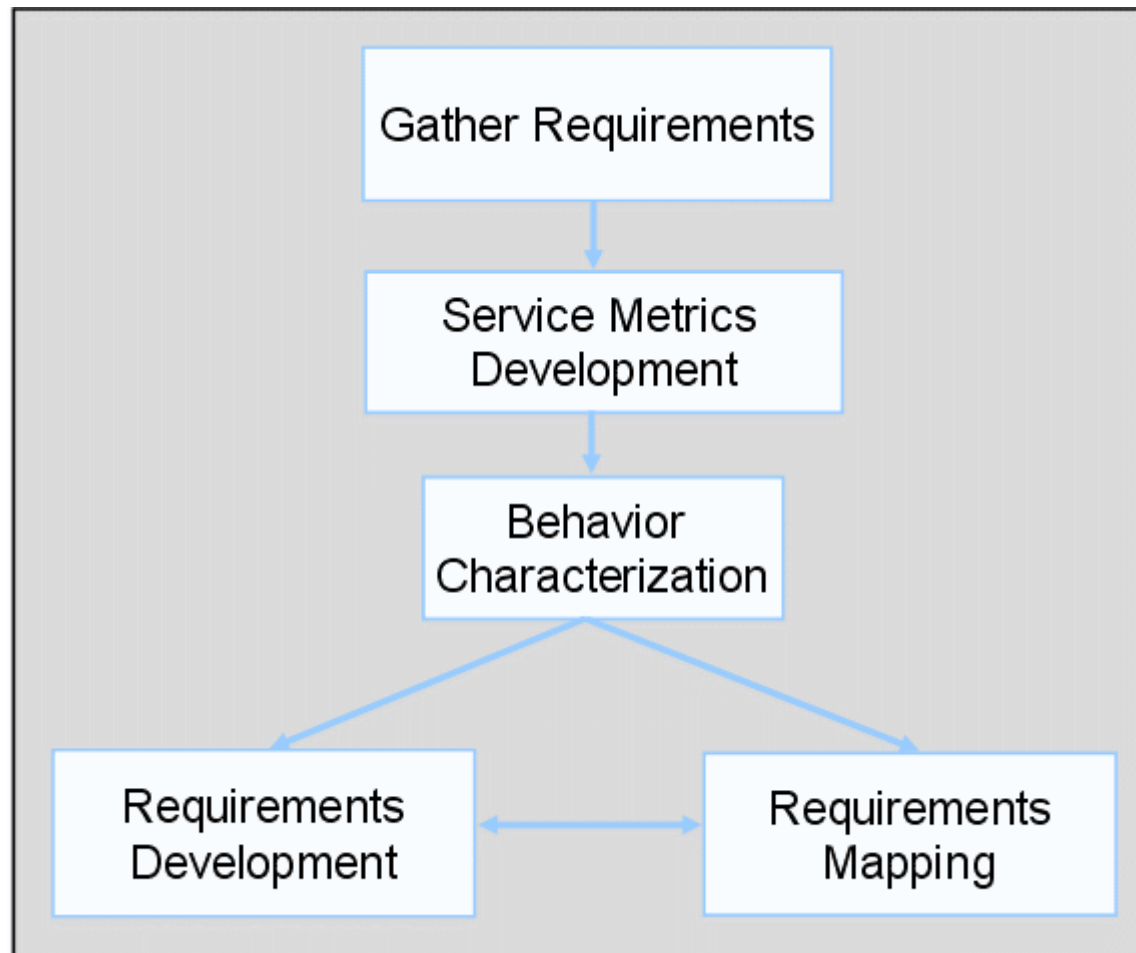 Gather Requirements
Service Metrics
Development
Behavior
Characterization
Requirements
Development
Requirements
Mapping